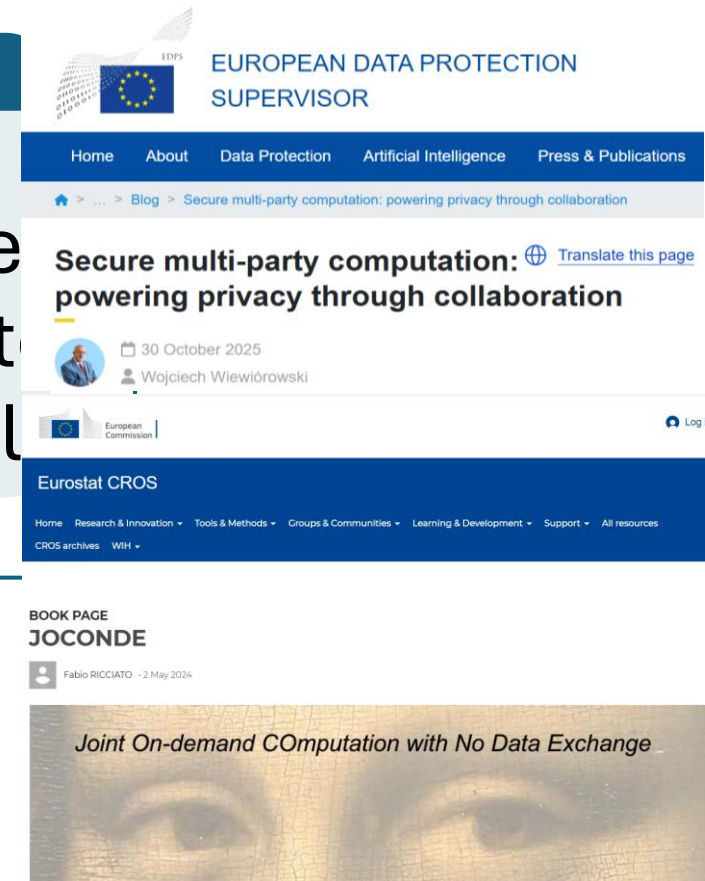 EDPS
EUROPEAN DATA PROTECTION
SUPERVISOR
Home About Data Protection Artificial Intelligence Press & Publications
> ... > Blog > Secure multi-party computation: powering privacy through collaboration
Secure multi-party computation: Translate this page
powering privacy through collaboration
30 October 2025
Wojciech Wiewiórowski
European
Commission
Log
Eurostat CROS
Home Research & Innovation Tools & Methods Groups & Communities Learning & Development Support All resources
CROS archives WIH
BOOK PAGE
JOCONDE
Fabio RICCIATO - 2 May 2024
Joint On-demand COmputation with No Data Exchange